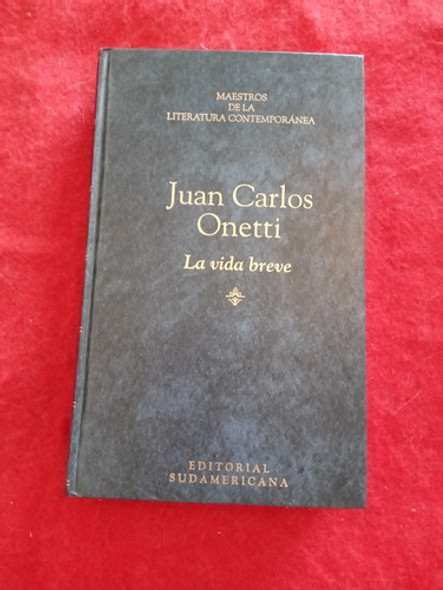 MAESTROS
DE LA
LITERATURA CONTEMPORÁNEA
Juan Carlos
Onetti
La vida breve
EDITORIAL
SUDAMERICANA